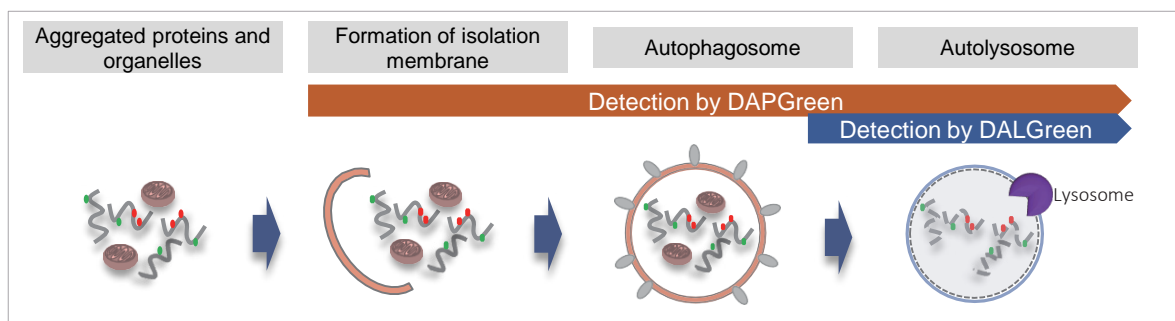 Aggregated proteins and
organelles
Formation of isolation
membrane
Autophagosome
Autolysosome
Detection by DAPGreen
Detection by DALGreen
Lysosome